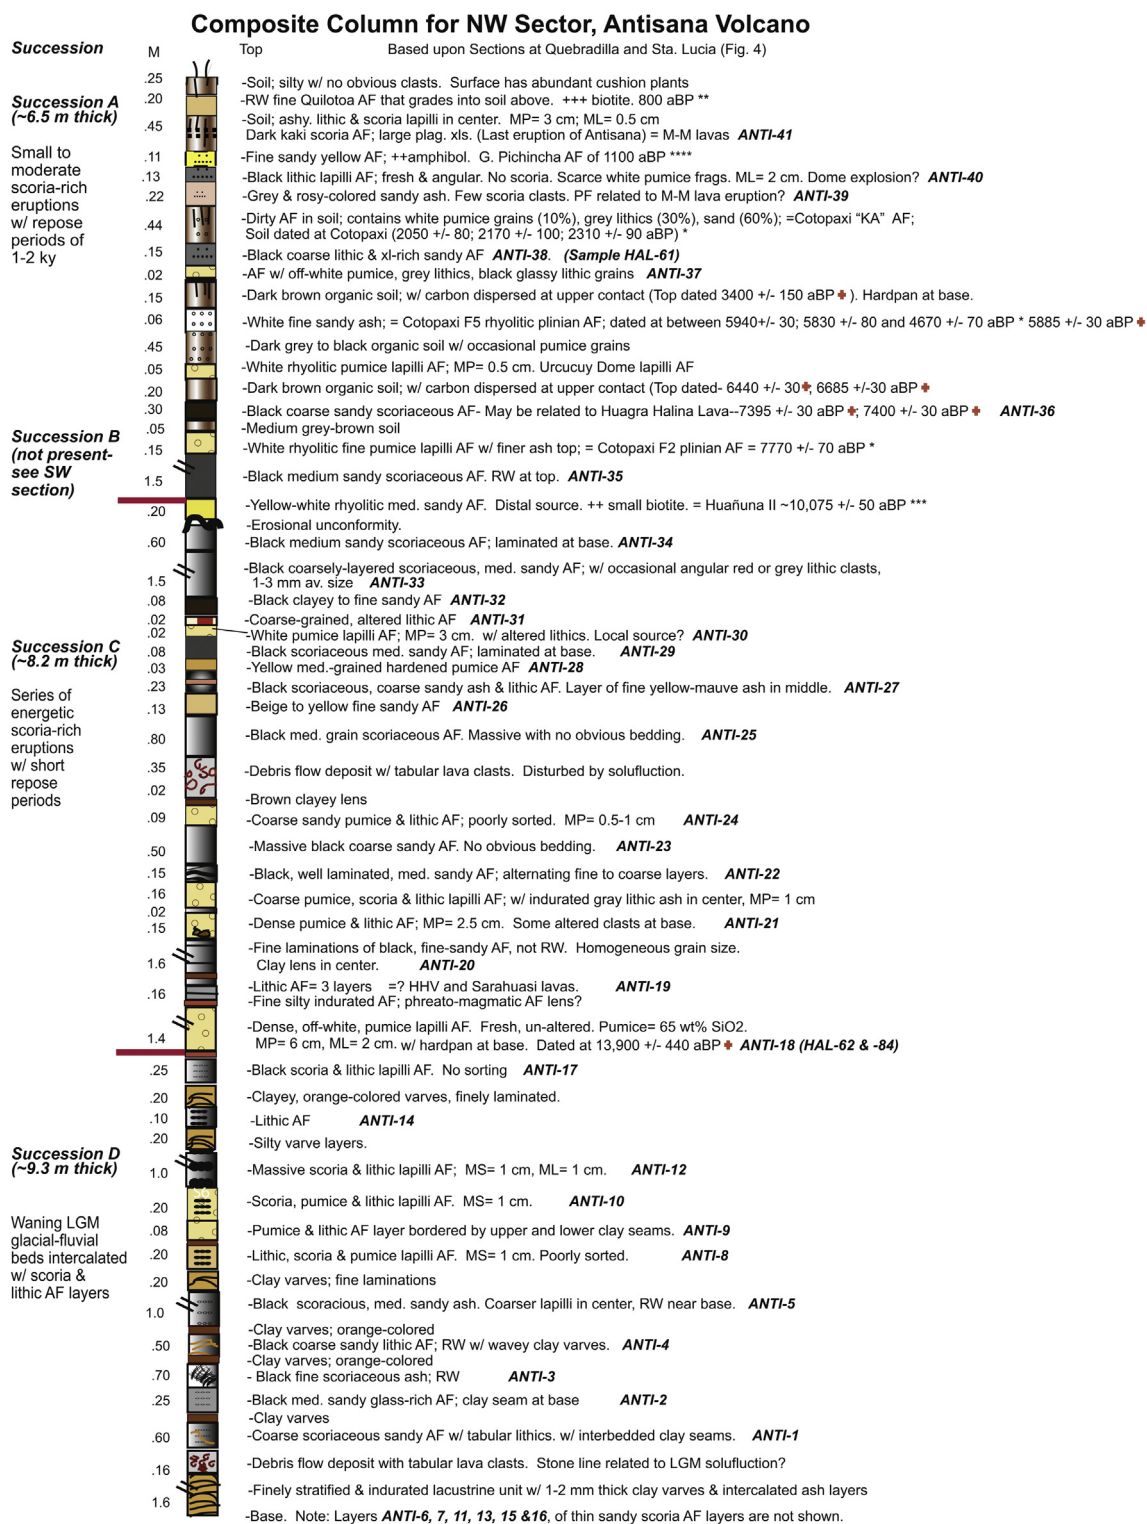 Composite Column for NW Sector, Antisana Volcano
Succession
M
Top
Based upon Sections at Quebradilla and Sta. Lucia (Fig. 4)
.25
-Soil; silty w/ no obvious clasts. Surface has abundant cushion plants
Succession A
(~6.5 m thick)
.20
-RW fine Quilotoa AF that grades into soil above. +++ biotite. 800 aBP **
.45
-Soil; ashy. lithic & scoria lapilli in center. MP= 3 cm; ML= 0.5 cm
Dark kaki scoria AF; large plag. xls. (Last eruption of Antisana) = M-M lavas ANTI-41
Small to
moderate
scoria-rich
eruptions
w/ repose
periods of
1-2 ky
.11
-Fine sandy yellow AF; ++amphibol. G. Pichincha AF of 1100 aBP ****
.13
-Black lithic lapilli AF; fresh & angular. No scoria. Scarce white pumice frags. ML= 2 cm. Dome explosion? ANTI-40
.22
-Grey & rosy-colored sandy ash. Few scoria clasts. PF related to M-M lava eruption? ANTI-39
.44
-Dirty AF in soil; contains white pumice grains (10%), grey lithics (30%), sand (60%); =Cotopaxi “KA” AF;
Soil dated at Cotopaxi (2050 +/- 80; 2170 +/- 100; 2310 +/- 90 aBP) *
.15
-Black coarse lithic & xl-rich sandy AF ANTI-38. (Sample HAL-61)
.02
-AF w/ off-white pumice, grey lithics, black glassy lithic grains ANTI-37
.15
-Dark brown organic soil; w/ carbon dispersed at upper contact (Top dated 3400 +/- 150 aBP ✚ ). Hardpan at base.
.06
-White fine sandy ash; = Cotopaxi F5 rhyolitic plinian AF; dated at between 5940+/- 30; 5830 +/- 80 and 4670 +/- 70 aBP * 5885 +/- 30 aBP ✚
.45
-Dark grey to black organic soil w/ occasional pumice grains
.05
-White rhyolitic pumice lapilli AF; MP= 0.5 cm. Urcucuy Dome lapilli AF
.20
-Dark brown organic soil; w/ carbon dispersed at upper contact (Top dated- 6440 +/- 30✚; 6685 +/-30 aBP ✚
.30
-Black coarse sandy scoriaceous AF- May be related to Huagra Halina Lava--7395 +/- 30 aBP ✚; 7400 +/- 30 aBP ✚ ANTI-36
.05
-Medium grey-brown soil
Succession B
(not present-
see SW
section)
.15
-White rhyolitic fine pumice lapilli AF w/ finer ash top; = Cotopaxi F2 plinian AF = 7770 +/- 70 aBP *
1.5
-Black medium sandy scoriaceous AF. RW at top. ANTI-35
.20
-Yellow-white rhyolitic med. sandy AF. Distal source. ++ small biotite. = Huañuna II ~10,075 +/- 50 aBP ***
-Erosional unconformity.
.60
-Black medium sandy scoriaceous AF; laminated at base. ANTI-34
1.5
-Black coarsely-layered scoriaceous, med. sandy AF; w/ occasional angular red or grey lithic clasts,
1-3 mm av. size ANTI-33
.08
-Black clayey to fine sandy AF ANTI-32
.02
-Coarse-grained, altered lithic AF ANTI-31
.02
-White pumice lapilli AF; MP= 3 cm. w/ altered lithics. Local source? ANTI-30
Succession C
(~8.2 m thick)
.08
-Black scoriaceous med. sandy AF; laminated at base. ANTI-29
.03
-Yellow med.-grained hardened pumice AF ANTI-28
.23
-Black scoriaceous, coarse sandy ash & lithic AF. Layer of fine yellow-mauve ash in middle. ANTI-27
Series of
energetic
scoria-rich
eruptions
w/ short
repose
periods
.13
-Beige to yellow fine sandy AF ANTI-26
.80
-Black med. grain scoriaceous AF. Massive with no obvious bedding. ANTI-25
.35
-Debris flow deposit w/ tabular lava clasts. Disturbed by solufluction.
.02
-Brown clayey lens
.09
-Coarse sandy pumice & lithic AF; poorly sorted. MP= 0.5-1 cm ANTI-24
.50
-Massive black coarse sandy AF. No obvious bedding. ANTI-23
.15
-Black, well laminated, med. sandy AF; alternating fine to coarse layers. ANTI-22
.16
-Coarse pumice, scoria & lithic lapilli AF; w/ indurated gray lithic ash in center, MP= 1 cm
.02
.15
-Dense pumice & lithic AF; MP= 2.5 cm. Some altered clasts at base. ANTI-21
1.6
-Fine laminations of black, fine-sandy AF, not RW. Homogeneous grain size.
Clay lens in center. ANTI-20
.16
-Lithic AF= 3 layers =? HHV and Sarahuasi lavas. ANTI-19
-Fine silty indurated AF; phreato-magmatic AF lens?
1.4
-Dense, off-white, pumice lapilli AF. Fresh, un-altered. Pumice= 65 wt% SiO2.
MP= 6 cm, ML= 2 cm. w/ hardpan at base. Dated at 13,900 +/- 440 aBP ✚ ANTI-18 (HAL-62 & -84)
.25
-Black scoria & lithic lapilli AF. No sorting ANTI-17
.20
-Clayey, orange-colored varves, finely laminated.
.10
-Lithic AF ANTI-14
.20
-Silty varve layers.
Succession D
(~9.3 m thick)
1.0
-Massive scoria & lithic lapilli AF; MS= 1 cm, ML= 1 cm. ANTI-12
.20
-Scoria, pumice & lithic lapilli AF. MS= 1 cm. ANTI-10
Waning LGM
glacial-fluvial
beds intercalated
w/ scoria &
lithic AF layers
.08
-Pumice & lithic AF layer bordered by upper and lower clay seams. ANTI-9
.20
-Lithic, scoria & pumice lapilli AF. MS= 1 cm. Poorly sorted. ANTI-8
.20
-Clay varves; fine laminations
1.0
-Black scoracious, med. sandy ash. Coarser lapilli in center, RW near base. ANTI-5
-Clay varves; orange-colored
.50
-Black coarse sandy lithic AF; RW w/ wavey clay varves. ANTI-4
-Clay varves; orange-colored
.70
- Black fine scoriaceous ash; RW ANTI-3
.25
-Black med. sandy glass-rich AF; clay seam at base ANTI-2
-Clay varves
.60
-Coarse scoriaceous sandy AF w/ tabular lithics. w/ interbedded clay seams. ANTI-1
.16
-Debris flow deposit with tabular lava clasts. Stone line related to LGM solufluction?
1.6
-Finely stratified & indurated lacustrine unit w/ 1-2 mm thick clay varves & intercalated ash layers
-Base. Note: Layers ANTI-6, 7, 11, 13, 15 &16, of thin sandy scoria AF layers are not shown.